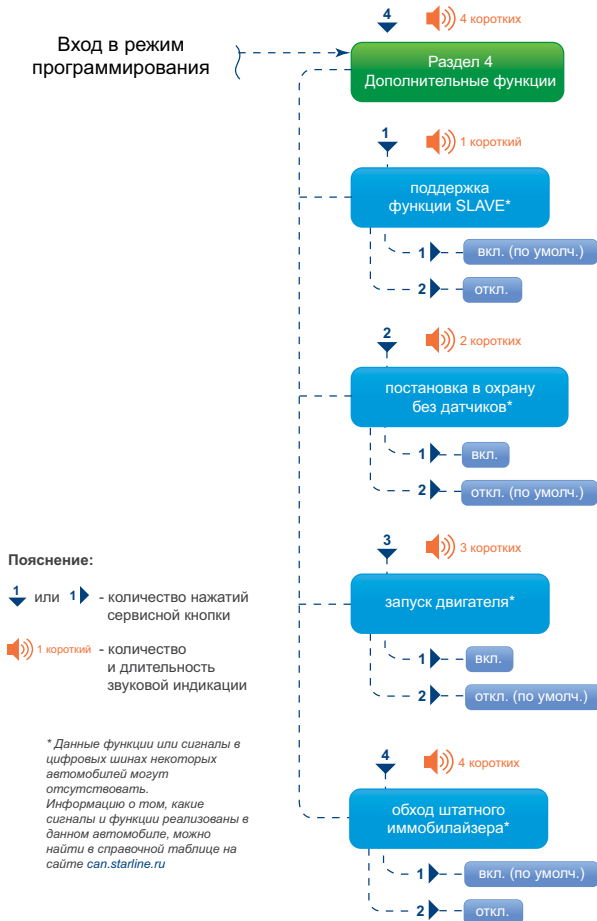 4
4 коротких
Вход в режим
программирования
Раздел 4
Дополнительные функции
1
1 короткий
поддержка
функции SLAVE*
1 вкл. (по умолч.)
2 откл.
2
2 коротких
постановка в охрану
без датчиков*
1 вкл.
2 откл. (по умолч.)
3
3 коротких
запуск двигателя*
1 вкл.
2 откл. (по умолч.)
4
4 коротких
обход штатного
иммобилайзера*
1 вкл. (по умолч.)
2 откл.
Пояснение:
1 или 1 - количество нажатий
сервисной кнопки
1 короткий - количество
и длительность
звуковой индикации
* Данные функции или сигналы в
цифровых шинах некоторых
автомобилей могут
отсутствовать.
Информацию о том, какие
сигналы и функции реализованы в
данном автомобиле, можно
найти в справочной таблице на
сайте can.starline.ru